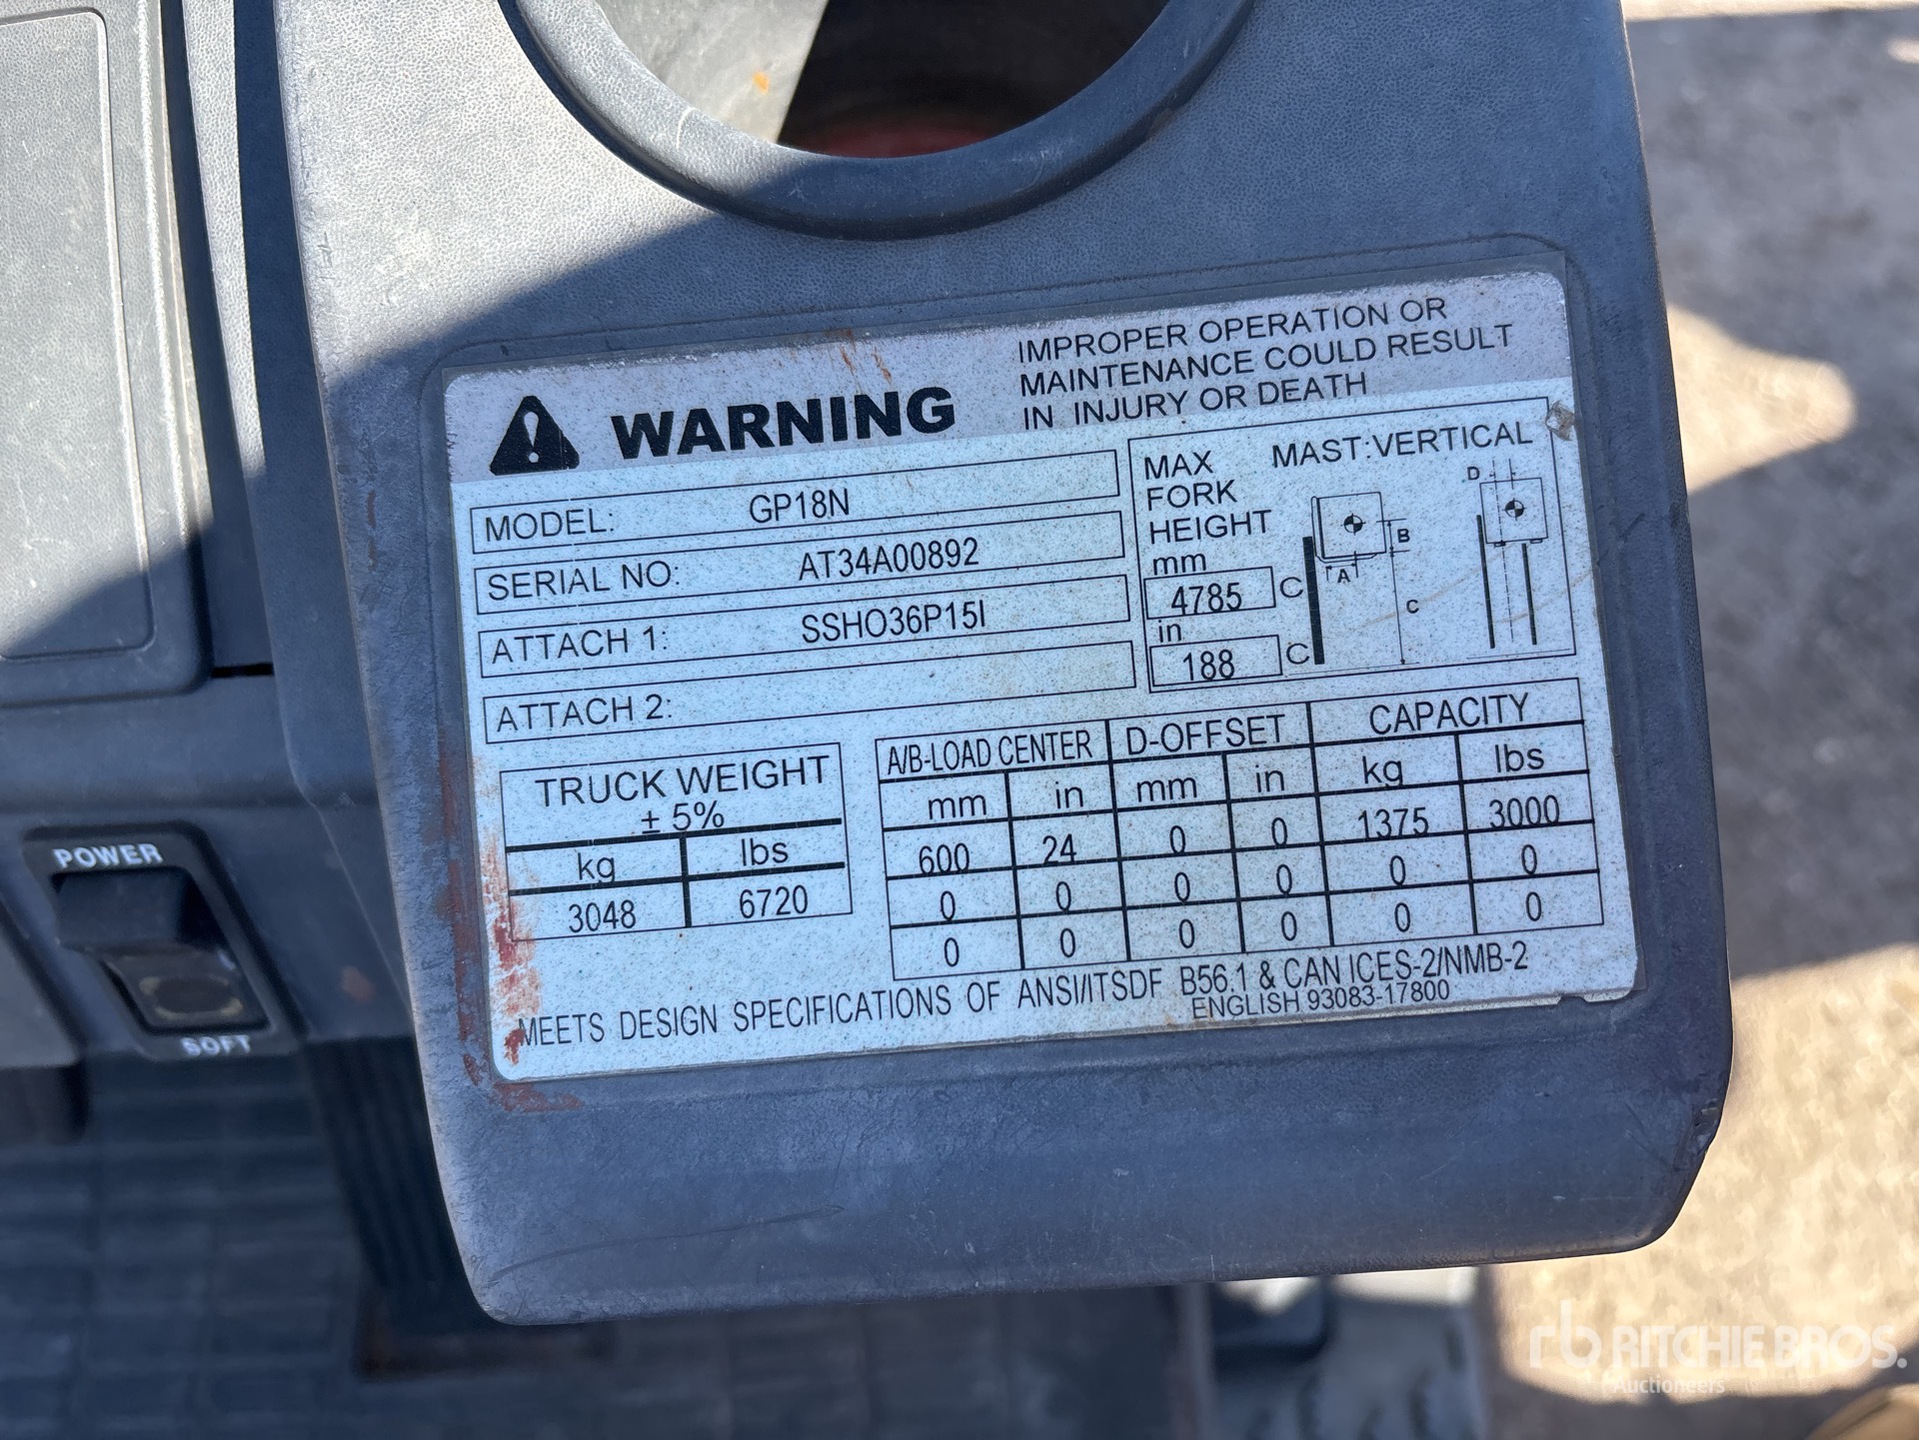 IMPROPER OPERATION OR
MAINTENANCE COULD RESULT
IN INJURY OR DEATH
WARNING
MODEL: GP18N
SERIAL NO: AT34A00892
ATTACH 1: SSHO36P15I
ATTACH 2:
MAX MAST:VERTICAL
FORK
HEIGHT
mm
4785 C
in
188 C
D
B
A
C
TRUCK WEIGHT
± 5%
kg lbs
3048 6720
A/B-LOAD CENTER D-OFFSET CAPACITY
mm in mm in kg lbs
600 24 0 0 1375 3000
0 0 0 0 0 0
0 0 0 0 0 0
MEETS DESIGN SPECIFICATIONS OF ANSI/ITSDF B56.1 & CAN ICES-2/NMB-2
ENGLISH 93083-17800
POWER
SOFT
rb RITCHIE BROS.
Auctioneers